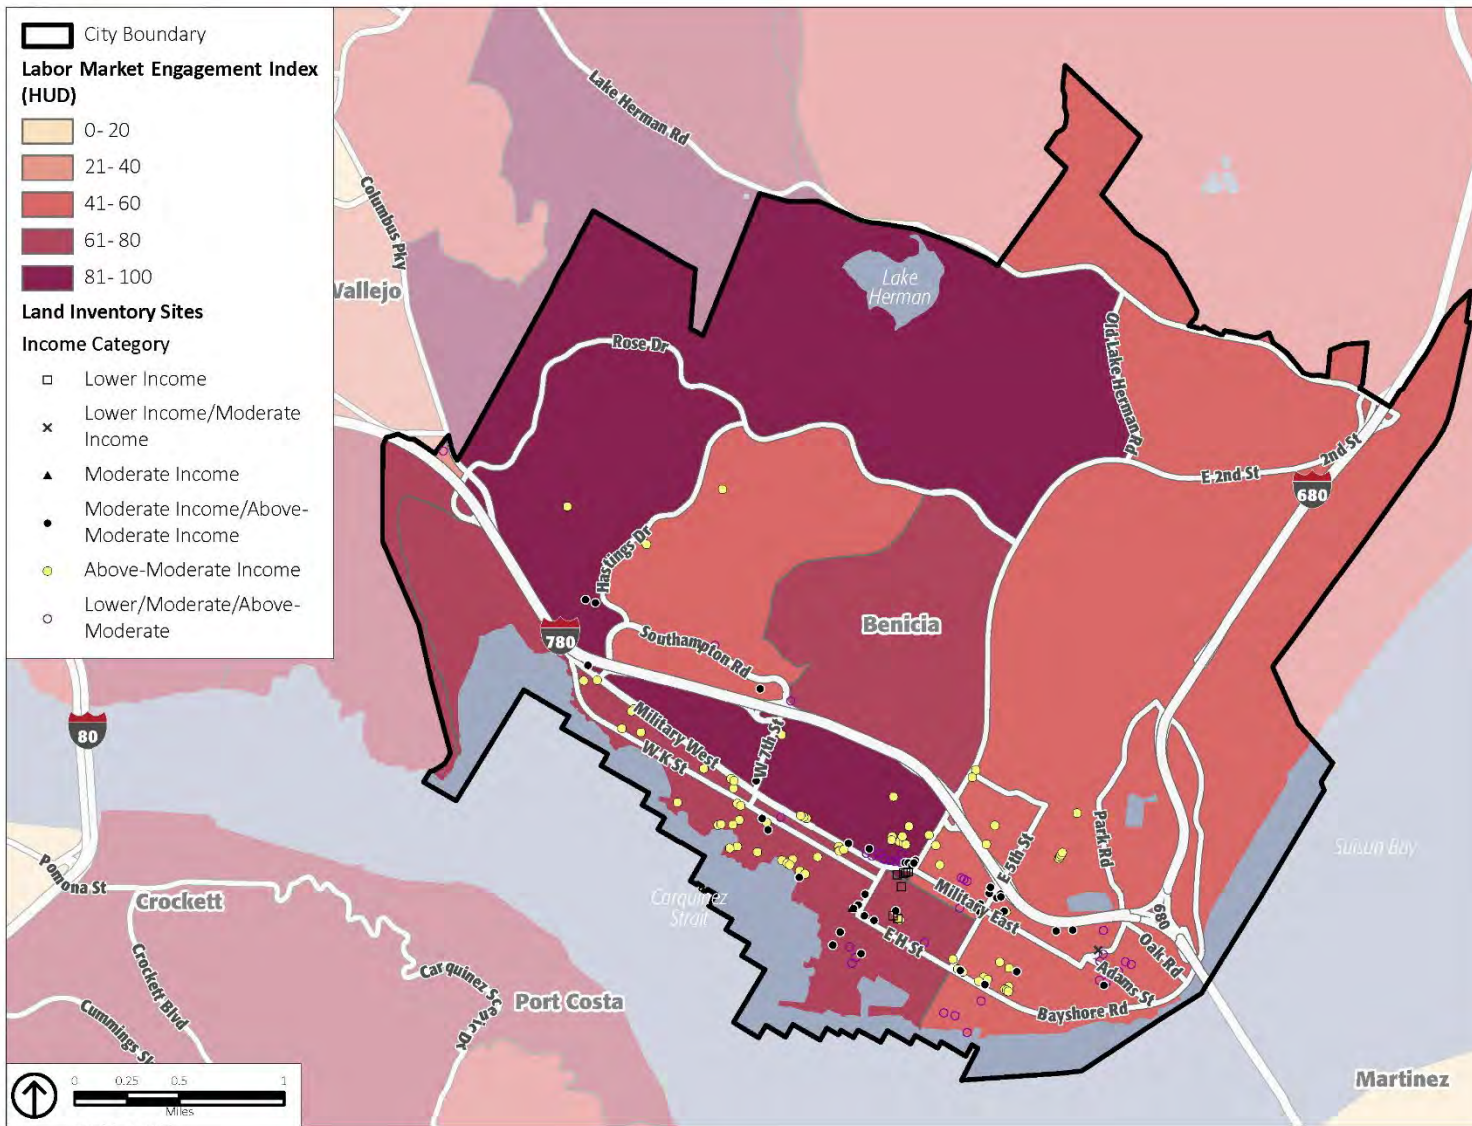 City Boundary
Labor Market Engagement Index
(HUD)
0- 20
21- 40
41- 60
61- 80
81- 100
Land Inventory Sites
Income Category
Lower Income
Lower Income/Moderate
Income
Moderate Income
Moderate Income/Above-
Moderate Income
Above-Moderate Income
Lower/Moderate/Above-
Moderate
Lake Herman Rd
Columbus Pky
Vallejo
Lake
Herman
Rose Dr
Old Lake Herman Rd
E 2nd St
2nd St
680
Hastings Dr
Benicia
780
Southampton Rd
Military West
W K St
W 7th St
80
Park Rd
E 5th St
Suisun Bay
Pomona St
Crockett
Carquinez
Strait
Military East
680
E H St
Oak Rd
Adams St
Bayshore Rd
Crockett Blvd
Carquinez Scenic Dr
Port Costa
Cummings Sk
Martinez
0 0.25 0.5 1
Miles